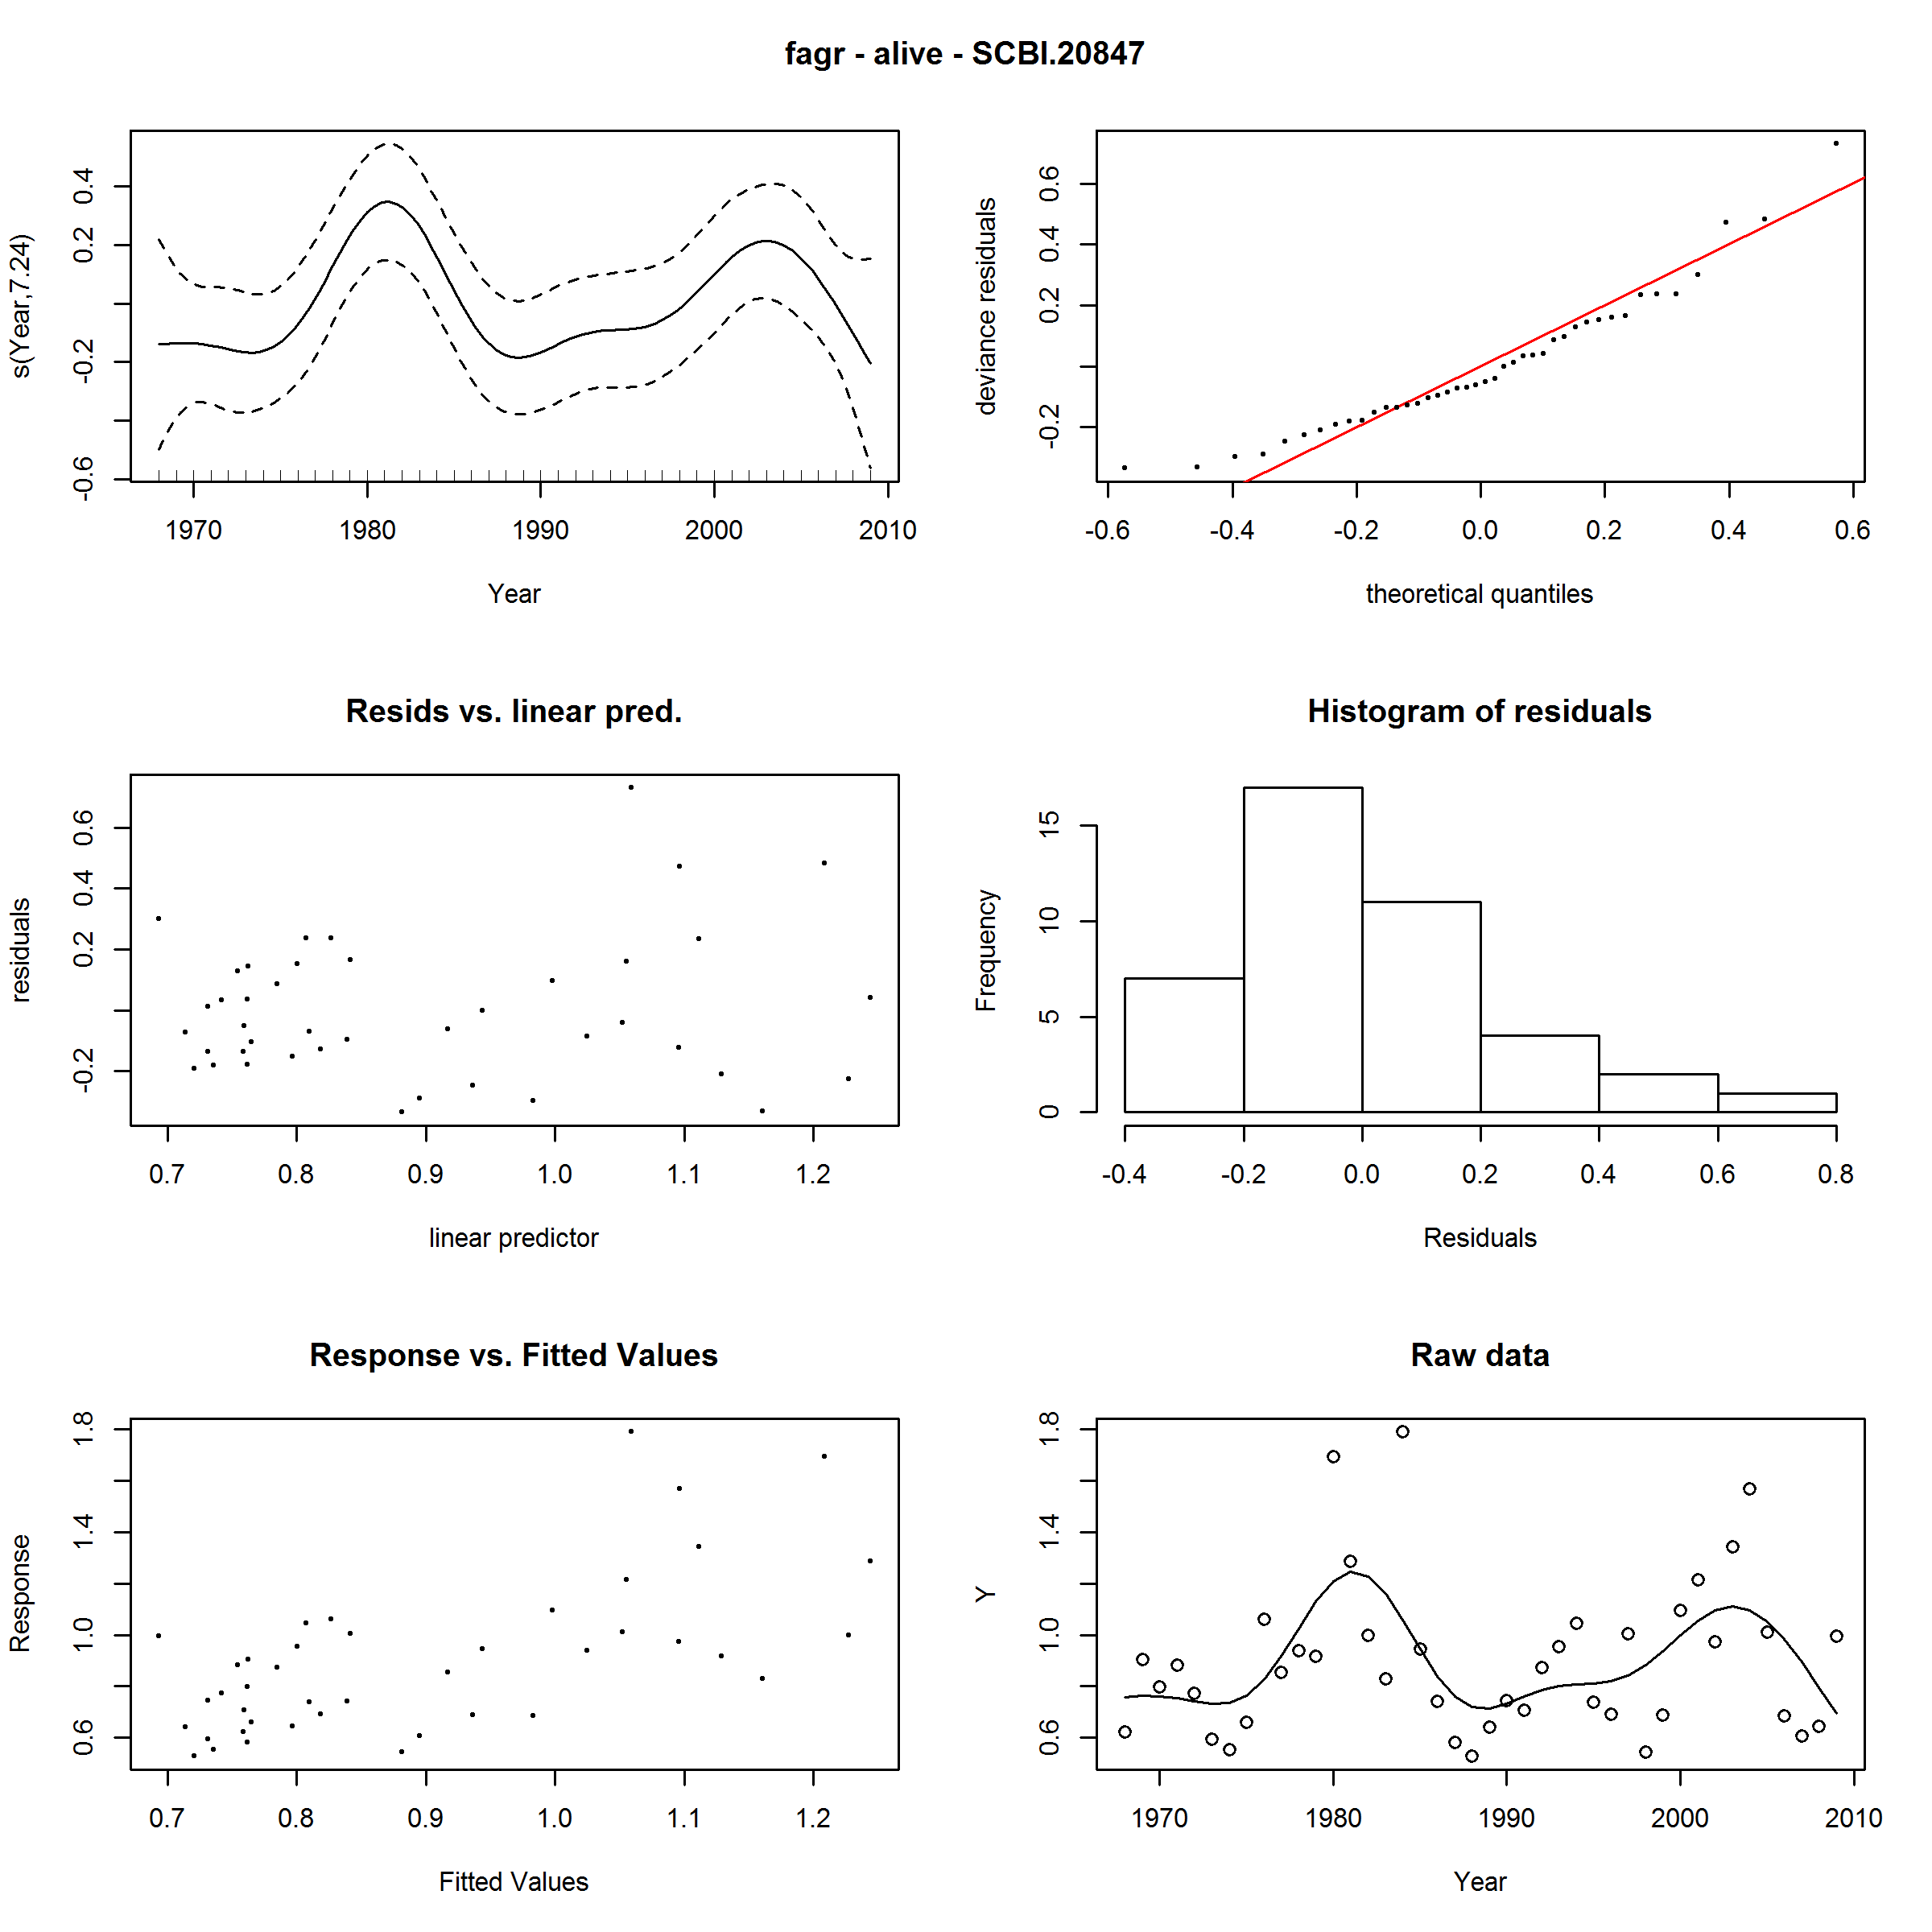 fagr - alive - SCBI.20847
s(Year,7.24)
-0.6 -0.2 0.2 0.4
1970 1980 1990 2000 2010
Year
deviance residuals
-0.2 0.2 0.4 0.6
-0.6 -0.4 -0.2 0.0 0.2 0.4 0.6
theoretical quantiles
Resids vs. linear pred.
residuals
-0.2 0.2 0.4 0.6
0.7 0.8 0.9 1.0 1.1 1.2
linear predictor
Histogram of residuals
Frequency
0 5 10 15
-0.4 -0.2 0.0 0.2 0.4 0.6 0.8
Residuals
Response vs. Fitted Values
Response
0.6 1.0 1.4 1.8
0.7 0.8 0.9 1.0 1.1 1.2
Fitted Values
Raw data
Y
0.6 1.0 1.4 1.8
1970 1980 1990 2000 2010
Year